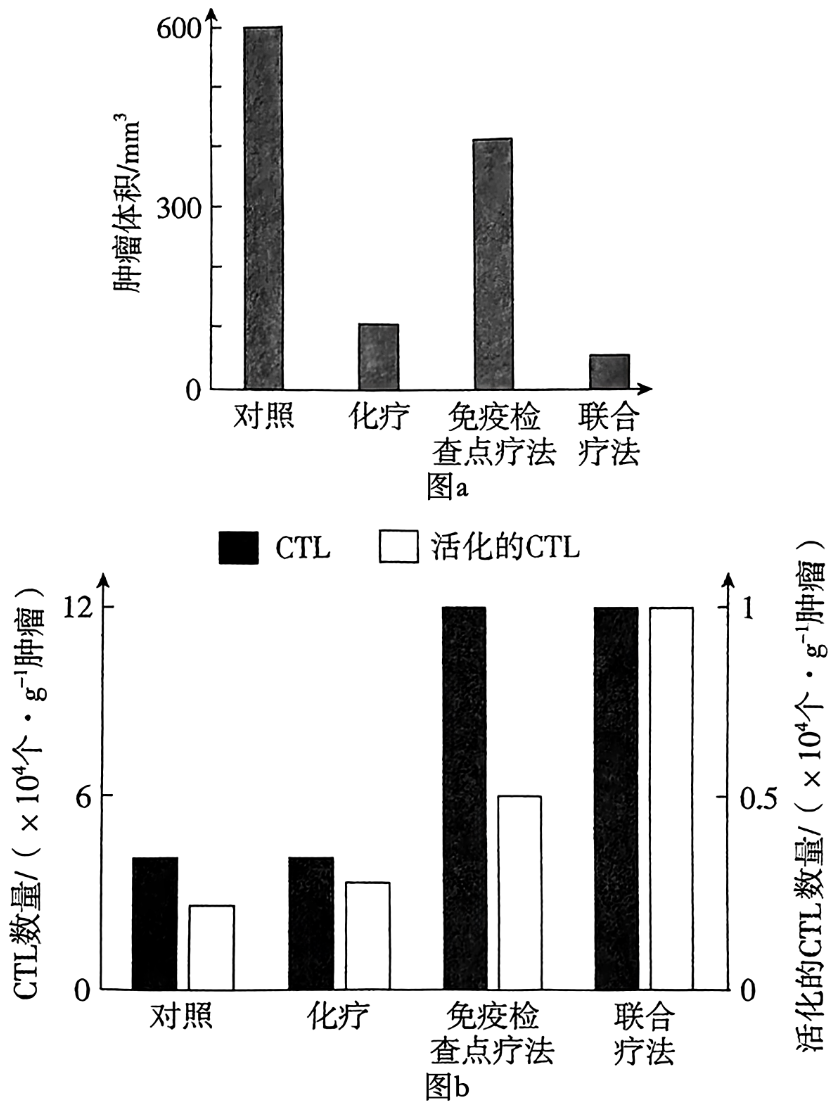 肿瘤体积/mm³
600
300
0
对照
化疗
免疫检
查点疗法
联合
疗法
图a
CTL
活化的CTL
CTL数量/(×10⁴个·g⁻¹肿瘤)
12
6
0
活化的CTL数量/(×10⁴个·g⁻¹肿瘤)
1
0.5
0
对照
化疗
免疫检
查点疗法
联合
疗法
图b